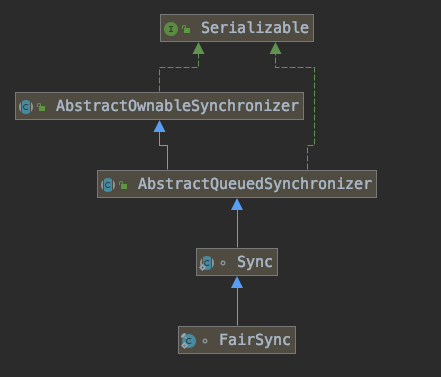 Serializable
AbstractOwnableSynchronizer
AbstractQueuedSynchronizer
Sync
FairSync